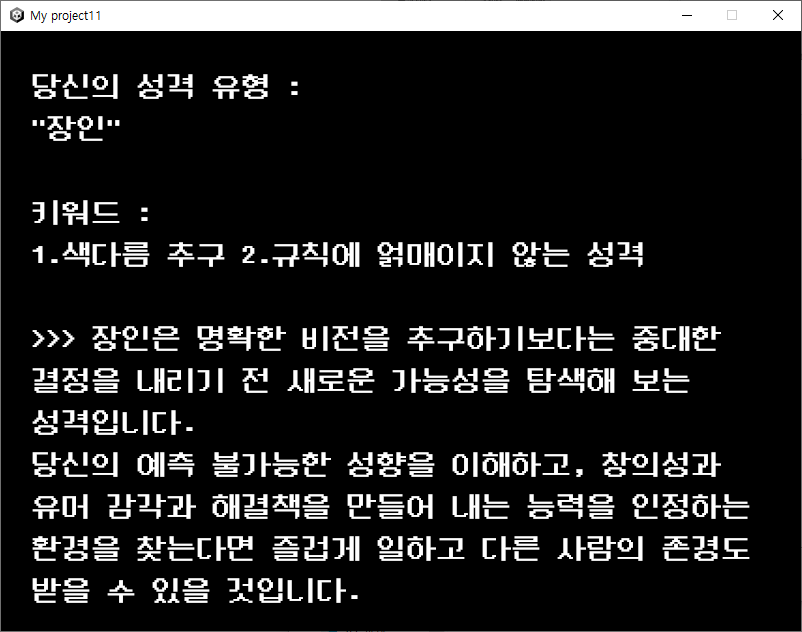 My project11
당신의 성격 유형 :
"장인"
키워드 :
1.색다름 추구 2.규칙에 얽매이지 않는 성격
>>> 장인은 명확한 비전을 추구하기보다는 중대한
결정을 내리기 전 새로운 가능성을 탐색해 보는
성격입니다.
당신의 예측 불가능한 성향을 이해하고, 창의성과
유머 감각과 해결책을 만들어 내는 능력을 인정하는
환경을 찾는다면 즐겁게 일하고 다른 사람의 존경도
받을 수 있을 것입니다.